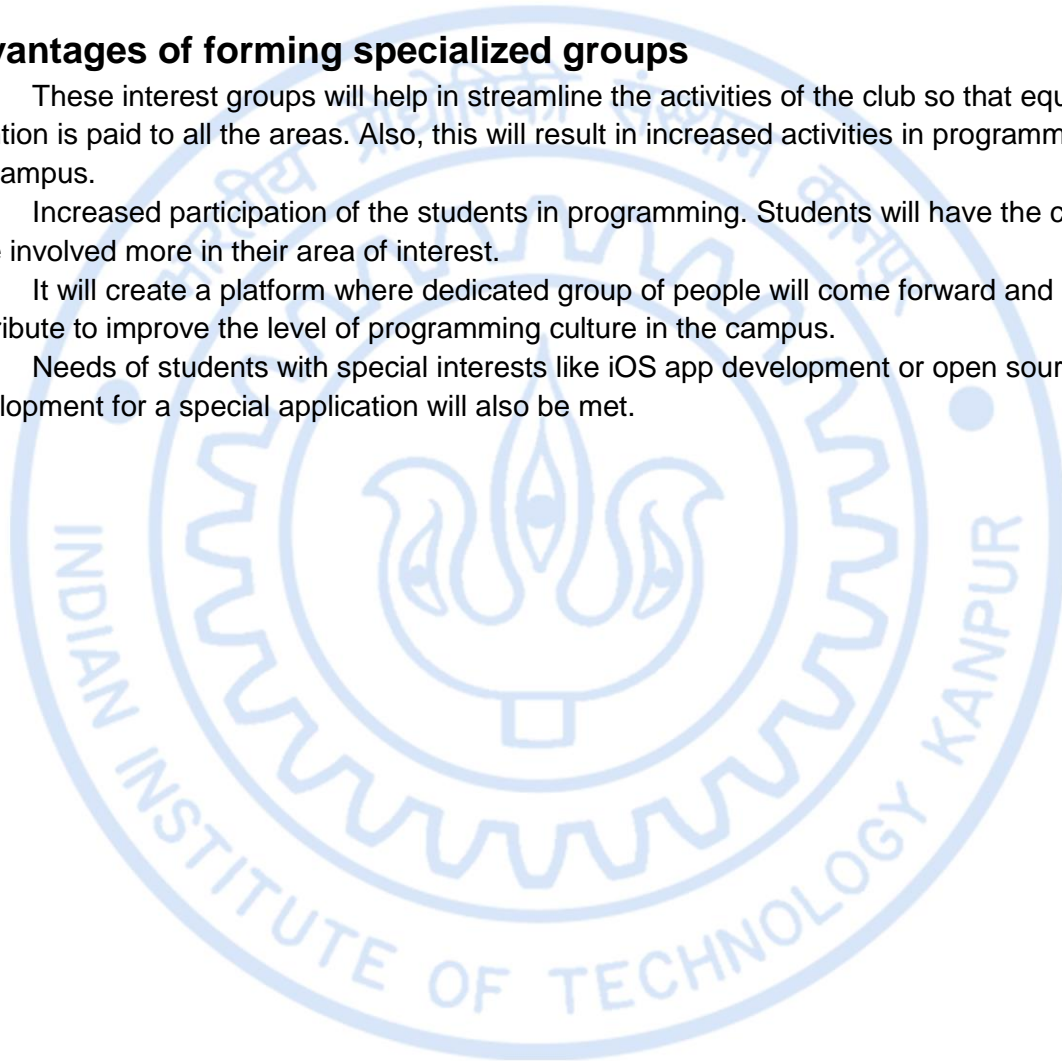 vantages of forming specialized groups
These interest groups will help in streamline the activities of the club so that equ
tion is paid to all the areas. Also, this will result in increased activities in programm
ampus.
Increased participation of the students in programming. Students will have the c
involved more in their area of interest.
It will create a platform where dedicated group of people will come forward and
ribute to improve the level of programming culture in the campus.
Needs of students with special interests like iOS app development or open sour
lopment for a special application will also be met.
भारतीय प्रौद्योगिकी संस्थान कानपुर
INDIAN INSTITUTE OF TECHNOLOGY KANPUR